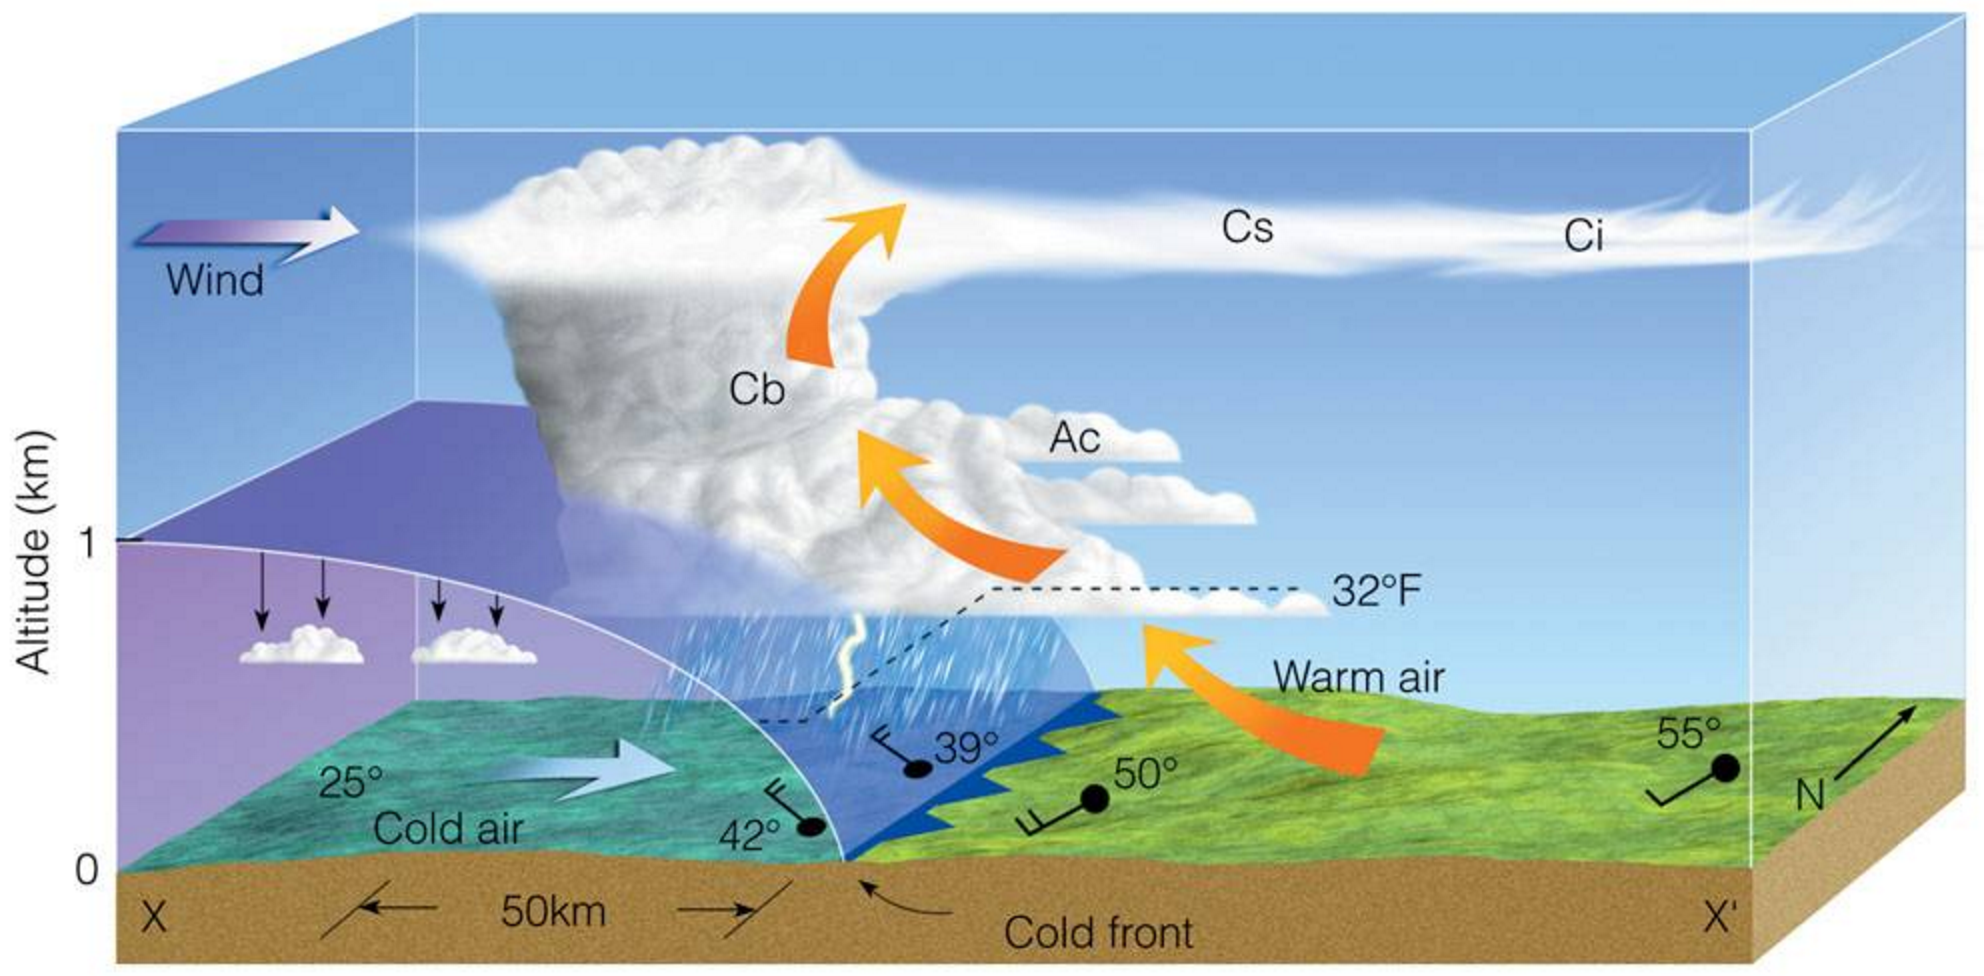 Wind
Cs
Ci
Cb
Ac
Altitude (km)
1
32°F
Warm air
55°
39°
50°
25°
N
Cold air
42°
0
X
50km
Cold front
X'